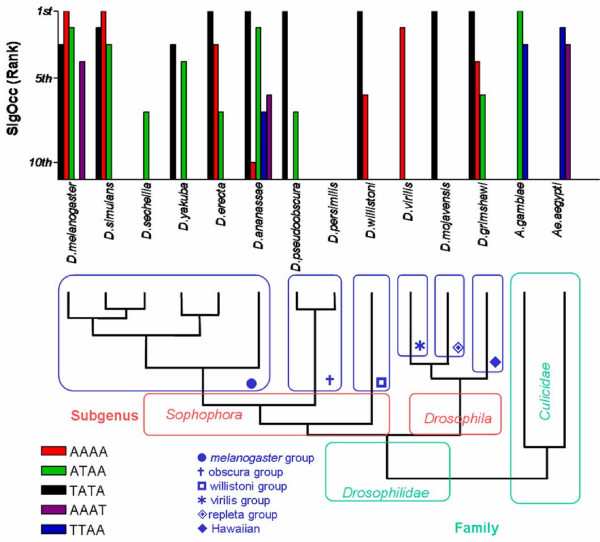 1st
5th
10th
SigOcc (Rank)
D.melanogaster
D.simulans
D.sechellia
D.yakuba
D.erecta
D.ananassae
D.pseudoobscura
D.persimilis
D.willistoni
D.virilis
D.mojavensis
D.grimshawi
A.gambiae
Ae.aegypti
Culicidae
Subgenus
Sophophora
Drosophila
AAAA
ATAA
TATA
AAAT
TTAA
melanogaster group
obscura group
willistoni group
virilis group
repleta group
Hawaiian
Drosophilidae
Family